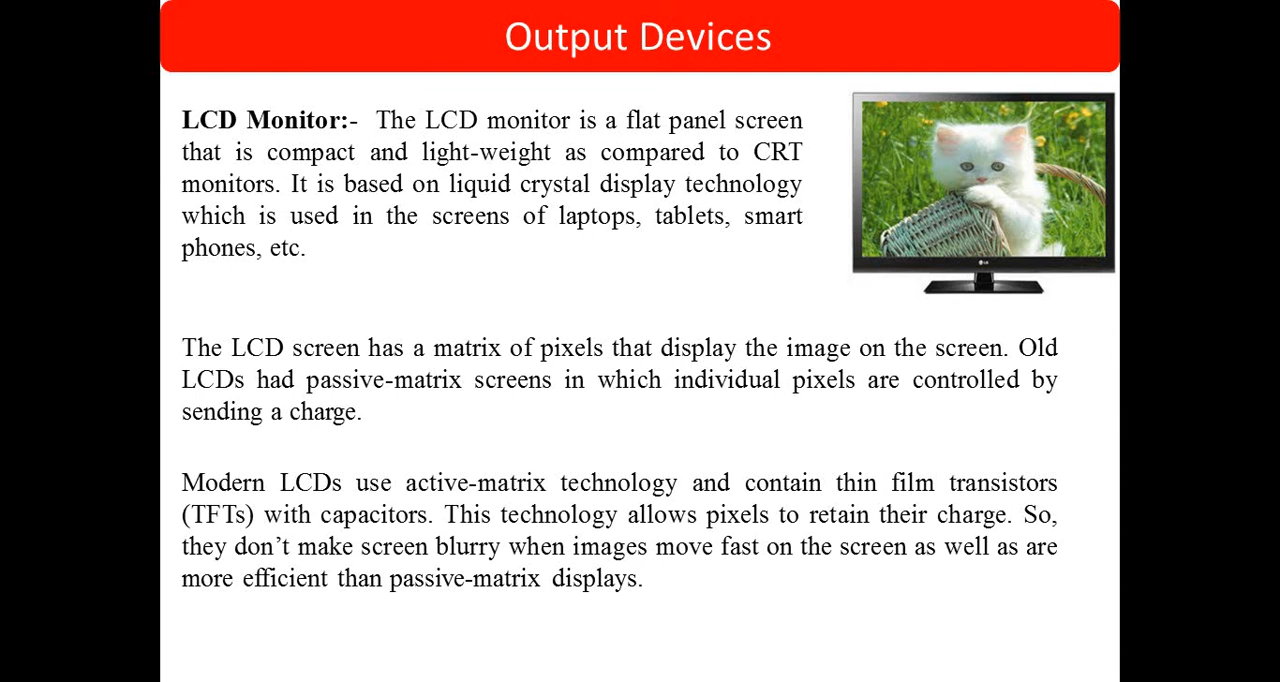 Output Devices
LCD Monitor:- The LCD monitor is a flat panel screen
that is compact and light-weight as compared to CRT
monitors. It is based on liquid crystal display technology
which is used in the screens of laptops, tablets, smart
phones, etc.
LG
The LCD screen has a matrix of pixels that display the image on the screen. Old
LCDs had passive-matrix screens in which individual pixels are controlled by
sending a charge.
Modern LCDs use active-matrix technology and contain thin film transistors
(TFTs) with capacitors. This technology allows pixels to retain their charge. So,
they don’t make screen blurry when images move fast on the screen as well as are
more efficient than passive-matrix displays.